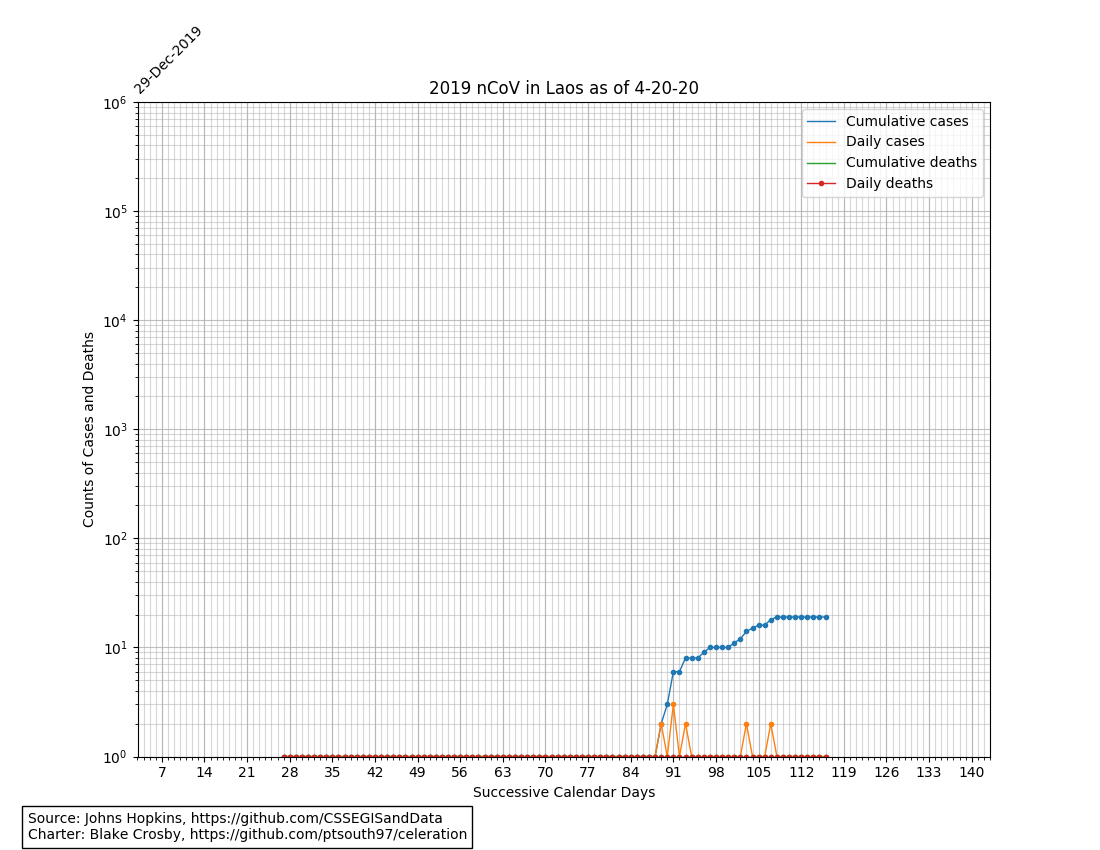 29-Dec-2019
2019 nCoV in Laos as of 4-20-20
Cumulative cases
Daily cases
Cumulative deaths
Daily deaths
Counts of Cases and Deaths
10^6
10^5
10^4
10^3
10^2
10^1
10^0
7 14 21 28 35 42 49 56 63 70 77 84 91 98 105 112 119 126 133 140
Successive Calendar Days
Source: Johns Hopkins, https://github.com/CSSEGISandData
Charter: Blake Crosby, https://github.com/ptsouth97/celeration